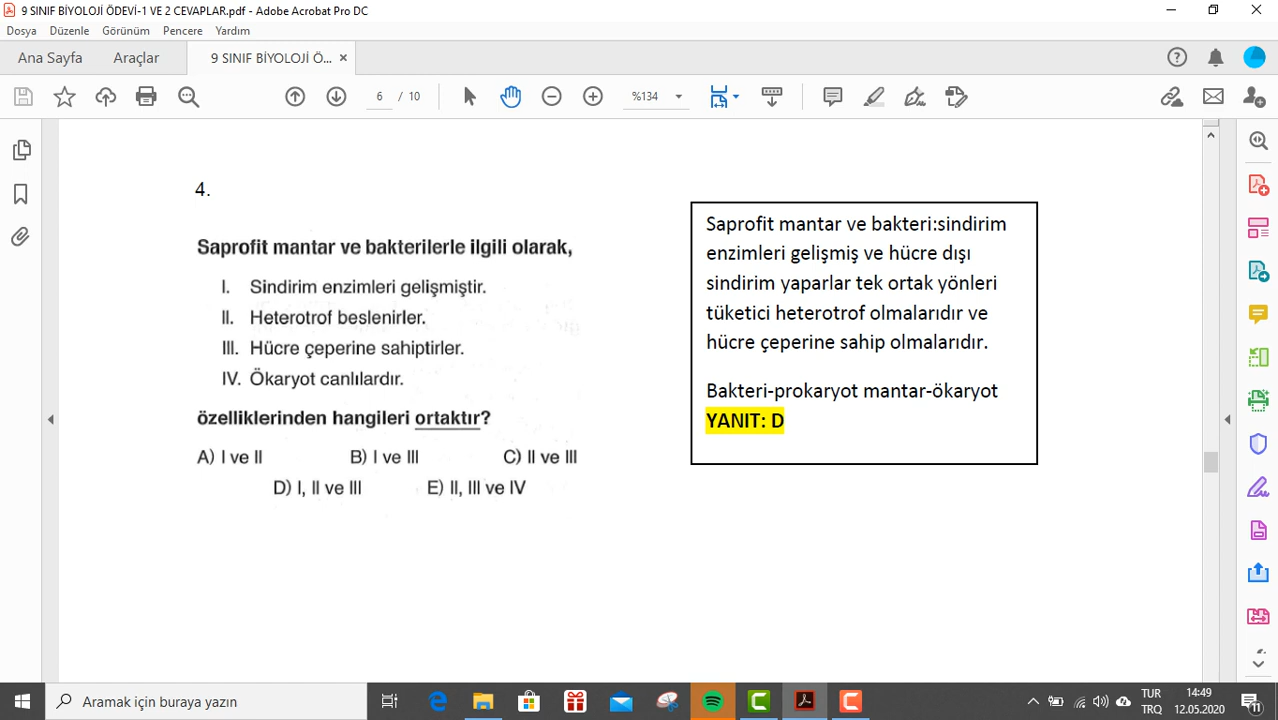 9 SINIF BİYOLOJİ ÖDEVİ-1 VE 2 CEVAPLAR.pdf - Adobe Acrobat Pro DC
Dosya Düzenle Görünüm Pencere Yardım
Ana Sayfa Araçlar 9 SINIF BİYOLOJİ Ö... ×
6 / 10 %134
4.
Saprofit mantar ve bakterilerle ilgili olarak,
I. Sindirim enzimleri gelişmiştir.
II. Heterotrof beslenirler.
III. Hücre çeperine sahiptirler.
IV. Ökaryot canlılardır.
özelliklerinden hangileri ortaktır?
A) I ve II B) I ve III C) II ve III
D) I, II ve III E) II, III ve IV
Saprofit mantar ve bakteri:sindirim
enzimleri gelişmiş ve hücre dışı
sindirim yaparlar tek ortak yönleri
tüketici heterotrof olmalarıdır ve
hücre çeperine sahip olmalarıdır.
Bakteri-prokaryot mantar-ökaryot
YANIT: D
Aramak için buraya yazın
TUR 14:49
TRQ 12.05.2020
11